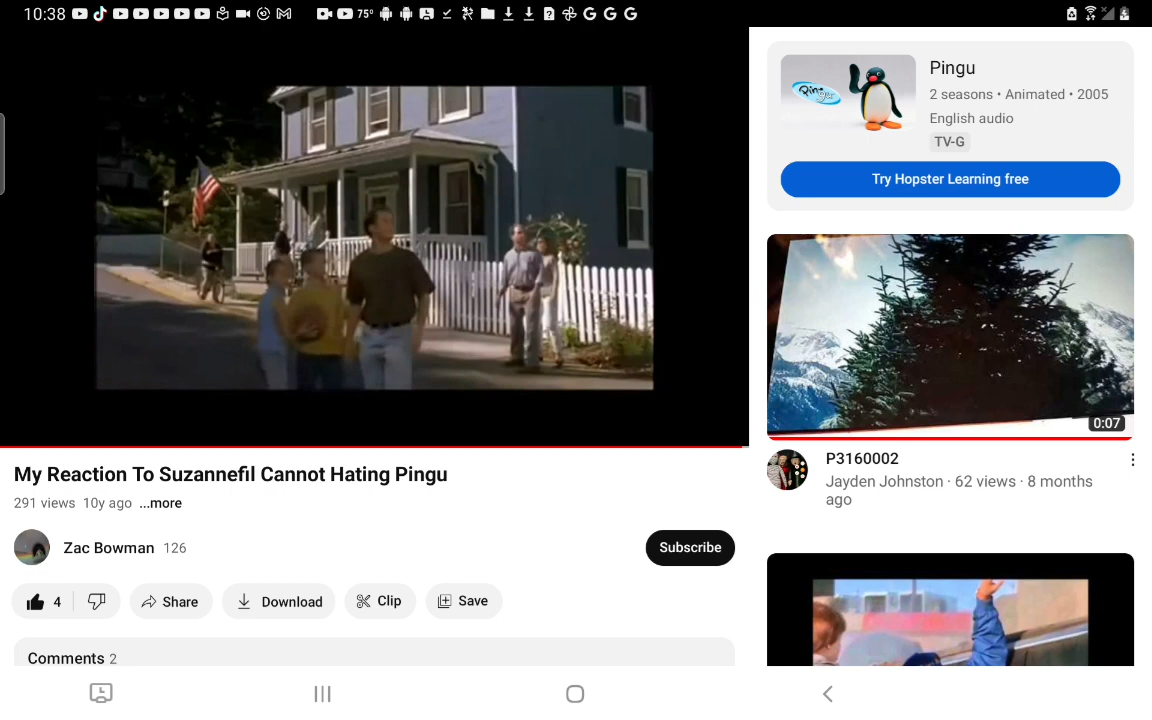 10:38
75°
Pingu
Pingu
2 seasons • Animated • 2005
English audio
TV-G
Try Hopster Learning free
0:07
P3160002
Jayden Johnston · 62 views · 8 months
ago
My Reaction To Suzannefil Cannot Hating Pingu
291 views 10y ago ...more
Zac Bowman 126
Subscribe
4
Share
Download
Clip
Save
Comments 2